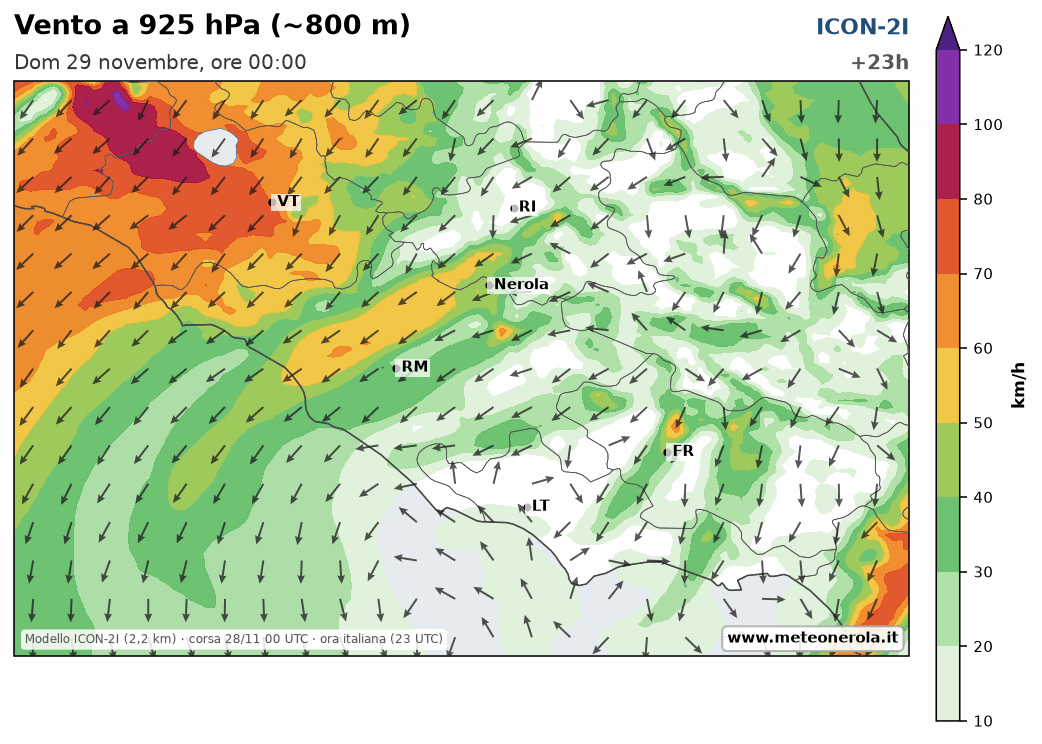 Vento a 925 hPa (~800 m)
ICON-2I
Dom 29 novembre, ore 00:00
+23h
VT
RI
Nerola
RM
FR
LT
120
100
80
70
60
50
40
30
20
10
km/h
Modello ICON-2I (2,2 km) · corsa 28/11 00 UTC · ora italiana (23 UTC)
www.meteonerola.it